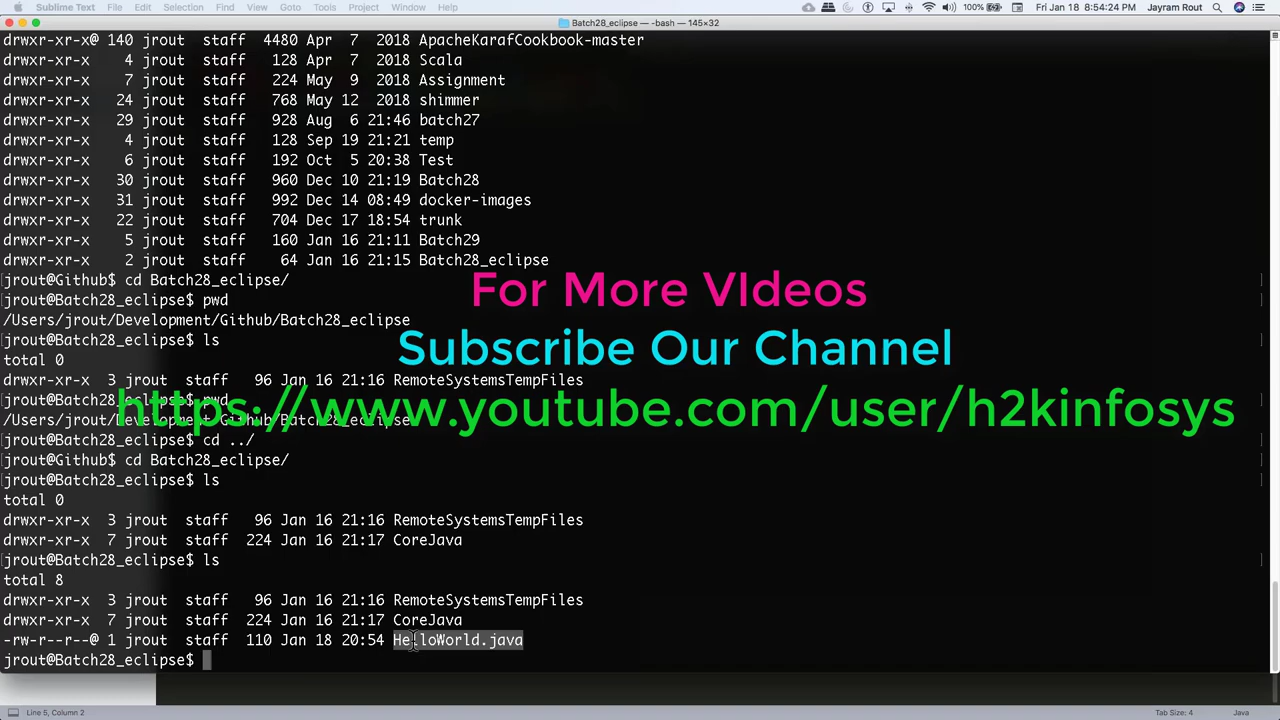 Sublime Text File Edit Selection Find View Goto Tools Project Window Help 100% Fri Jan 18 8:54:24 PM Jayram Rout
Batch28_eclipse — -bash — 145×32
drwxr-xr-x@ 140 jrout staff 4480 Apr 7 2018 ApacheKarafCookbook-master
drwxr-xr-x 4 jrout staff 128 Apr 7 2018 Scala
drwxr-xr-x 7 jrout staff 224 May 9 2018 Assignment
drwxr-xr-x 24 jrout staff 768 May 12 2018 shimmer
drwxr-xr-x 29 jrout staff 928 Aug 6 21:46 batch27
drwxr-xr-x 4 jrout staff 128 Sep 19 21:21 temp
drwxr-xr-x 6 jrout staff 192 Oct 5 20:38 Test
drwxr-xr-x 30 jrout staff 960 Dec 10 21:19 Batch28
drwxr-xr-x 31 jrout staff 992 Dec 14 08:49 docker-images
drwxr-xr-x 22 jrout staff 704 Dec 17 18:54 trunk
drwxr-xr-x 5 jrout staff 160 Jan 16 21:11 Batch29
drwxr-xr-x 2 jrout staff 64 Jan 16 21:15 Batch28_eclipse
[jrout@Github$ cd Batch28_eclipse/ ]
For More VIdeos
[jrout@Batch28_eclipse$ pwd ]
/Users/jrout/Development/Github/Batch28_eclipse
[jrout@Batch28_eclipse$ ls ]
Subscribe Our Channel
total 0
drwxr-xr-x 3 jrout staff 96 Jan 16 21:16 RemoteSystemsTempFiles
[jrout@Batch28_eclipse$ pwd ]
https://www.youtube.com/user/h2kinfosys
/Users/jrout/Development/Github/Batch28_eclipse
[jrout@Batch28_eclipse$ cd ../ ]
[jrout@Github$ cd Batch28_eclipse/ ]
[jrout@Batch28_eclipse$ ls ]
total 0
drwxr-xr-x 3 jrout staff 96 Jan 16 21:16 RemoteSystemsTempFiles
drwxr-xr-x 7 jrout staff 224 Jan 16 21:17 CoreJava
[jrout@Batch28_eclipse$ ls ]
total 8
drwxr-xr-x 3 jrout staff 96 Jan 16 21:16 RemoteSystemsTempFiles
drwxr-xr-x 7 jrout staff 224 Jan 16 21:17 CoreJava
-rw-r--r--@ 1 jrout staff 110 Jan 18 20:54 HelloWorld.java
jrout@Batch28_eclipse$
Line 5, Column 2 Tab Size: 4 Java